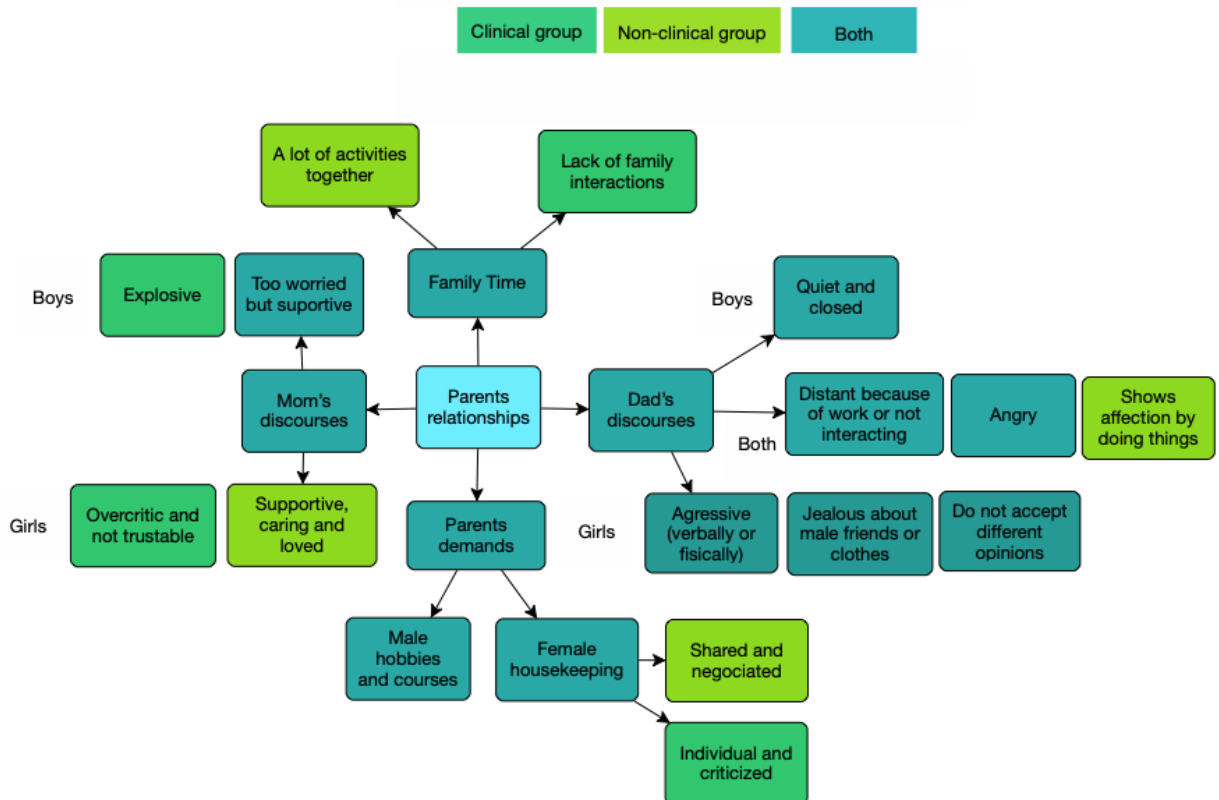 Clinical group
Non-clinical group
Both
A lot of activities
together
Lack of family
interactions
Boys
Explosive
Too worried
but suportive
Family Time
Boys
Quiet and
closed
Mom's
discourses
Parents
relationships
Dad's
discourses
Distant because
of work or not
interacting
Angry
Shows
affection by
doing things
Both
Girls
Overcritic and
not trustable
Supportive,
caring and
loved
Parents
demands
Girls
Agressive
(verbally or
fisically)
Jealous about
male friends or
clothes
Do not accept
different
opinions
Male
hobbies
and courses
Female
housekeeping
Shared and
negociated
Individual and
criticized